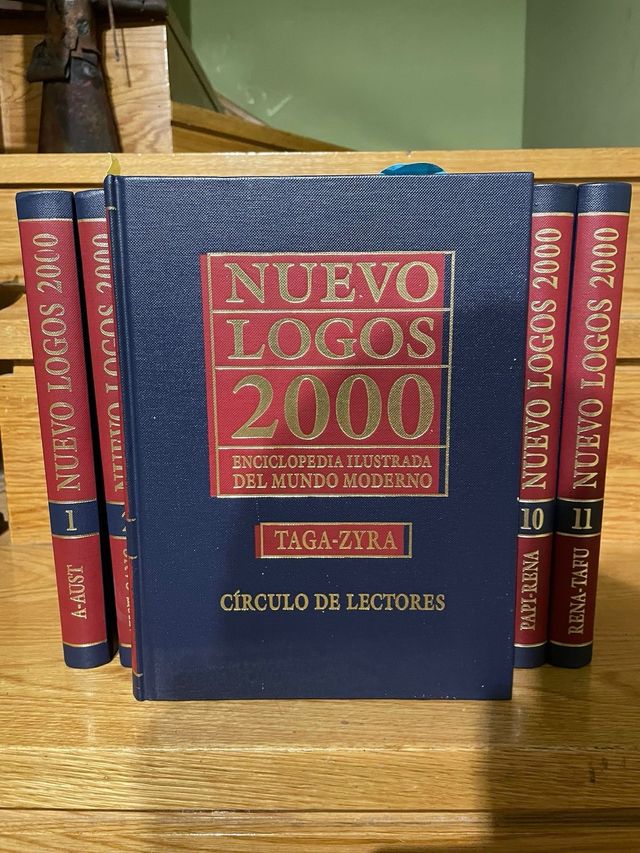 NUEVO LOGOS 2000
1
A-AUST
NUEVO
LOGOS
2000
ENCICLOPEDIA ILUSTRADA
DEL MUNDO MODERNO
TAGA-ZYRA
CÍRCULO DE LECTORES
NUEVO LOGOS 2000
10
PAPI-RENA
NUEVO LOGOS 2000
11
RENA-TAFU